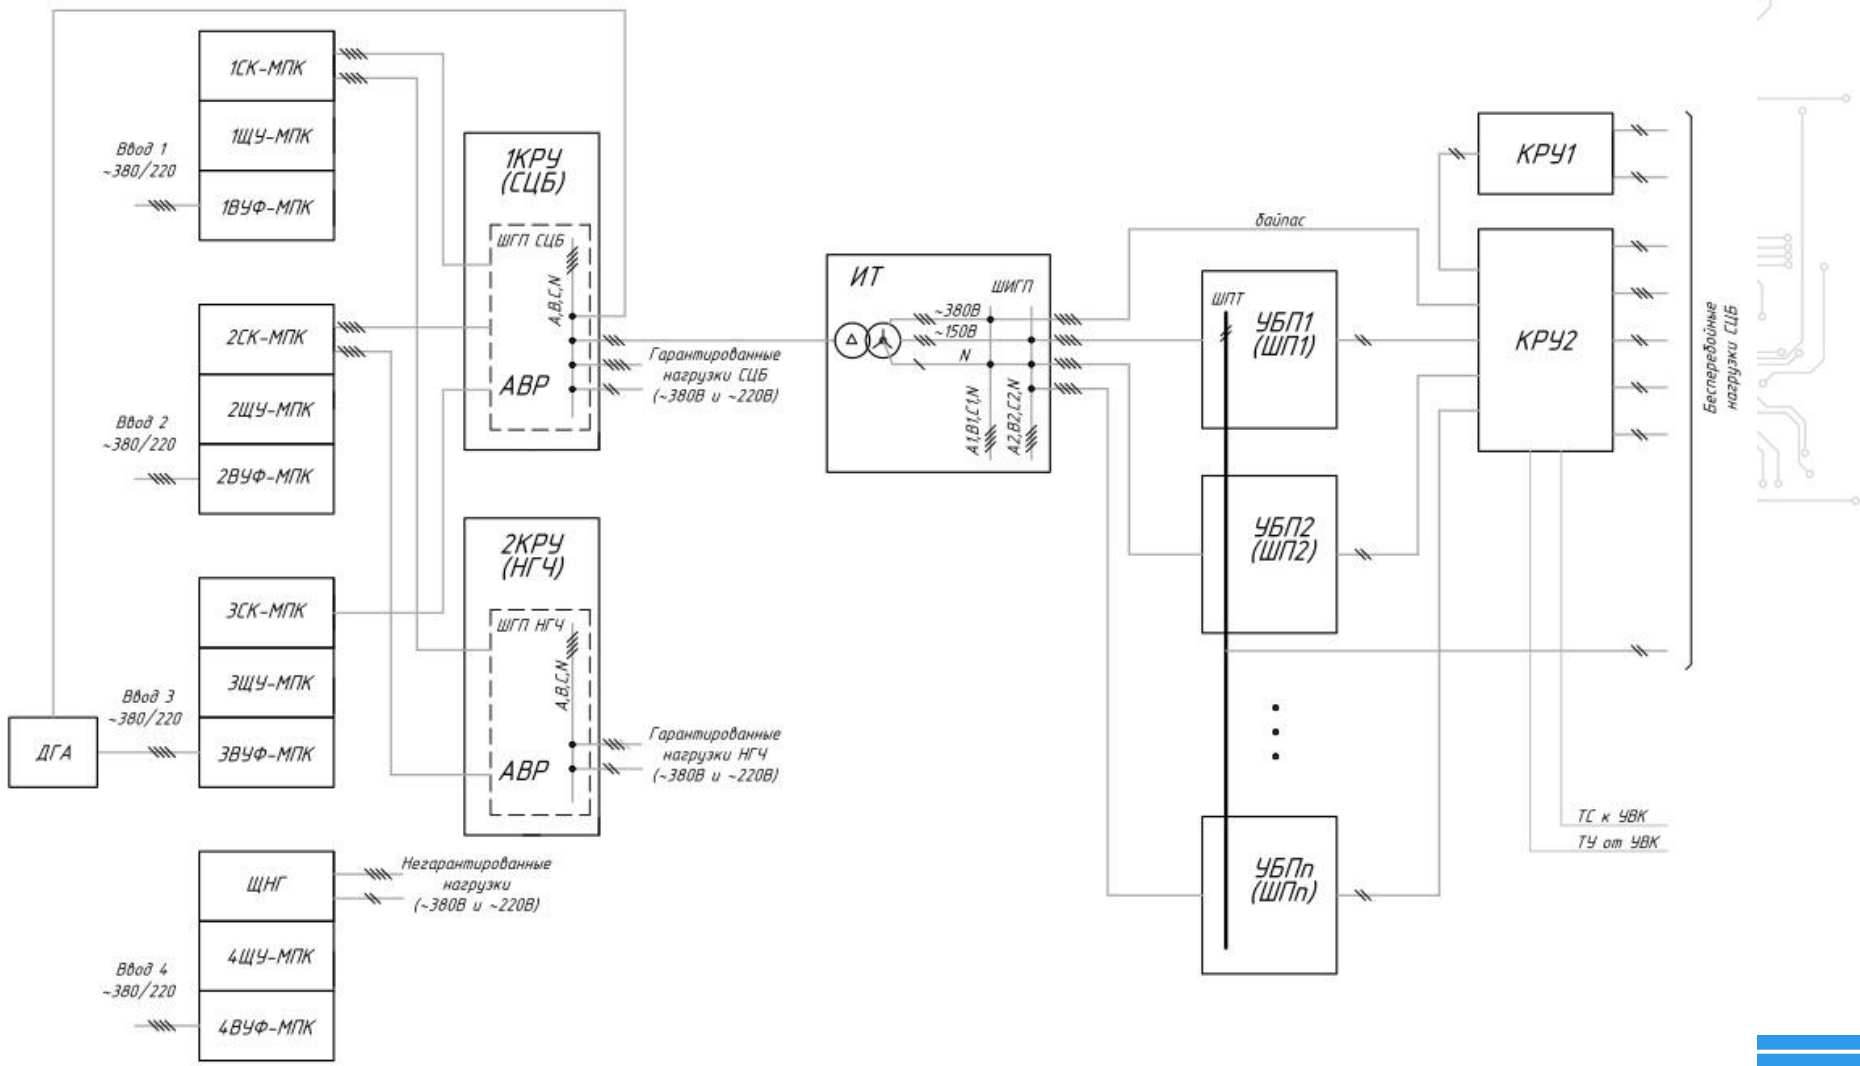 1СК-МПК
1ЩУ-МПК
1ВУФ-МПК
Ввод 1
~380/220
2СК-МПК
2ЩУ-МПК
2ВУФ-МПК
Ввод 2
~380/220
3СК-МПК
3ЩУ-МПК
3ВУФ-МПК
Ввод 3
~380/220
ДГА
ЩНГ
4ЩУ-МПК
4ВУФ-МПК
Ввод 4
~380/220
Негарантированные
нагрузки
(~380В и ~220В)
1КРУ
(СЦБ)
ШГП СЦБ
A,B,C,N
АВР
Гарантированные
нагрузки СЦБ
(~380В и ~220В)
2КРУ
(НГЧ)
ШГП НГЧ
A,B,C,N
АВР
Гарантированные
нагрузки НГЧ
(~380В и ~220В)
ИТ
ШИГП
~380В
~150В
N
A1,B1,C1,N
A2,B2,C2,N
байпас
ШПТ
УБП1
(ШП1)
УБП2
(ШП2)
УБПn
(ШПn)
КРУ1
КРУ2
Бесперебойные
нагрузки СЦБ
ТС к УВК
ТУ от УВК